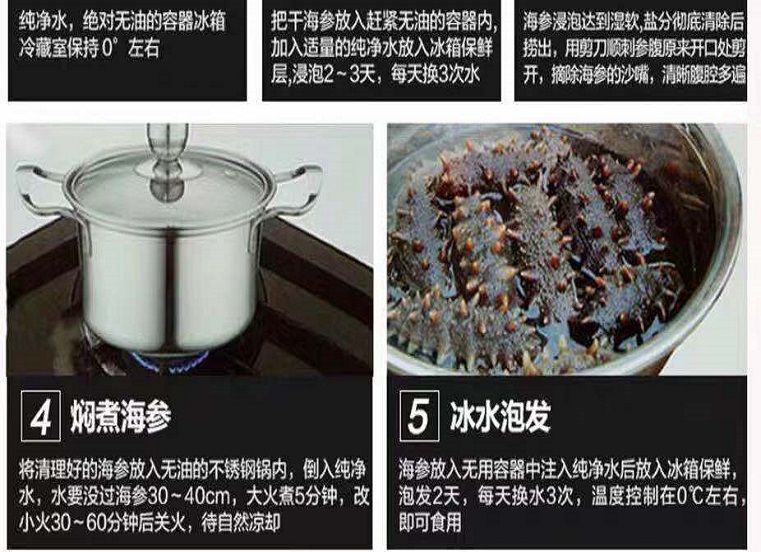 纯净水，绝对无油的容器冰箱
冷藏室保持0°左右
把干海参放入赶紧无油的容器内，
加入适量的纯净水放入冰箱保鲜
层,浸泡2～3天，每天换3次水
海参浸泡达到湿软,盐分彻底清除后
捞出，用剪刀顺刺参腹原来开口处剪
开，摘除海参的沙嘴，清晰腹腔多遍
4 焖煮海参
将清理好的海参放入无油的不锈钢锅内，倒入纯净
水，水要没过海参30～40cm，大火煮5分钟，改
小火30～60分钟后关火，待自然凉却
5 冰水泡发
海参放入无用容器中注入纯净水后放入冰箱保鲜，
泡发2天，每天换水3次，温度控制在0℃左右，
即可食用